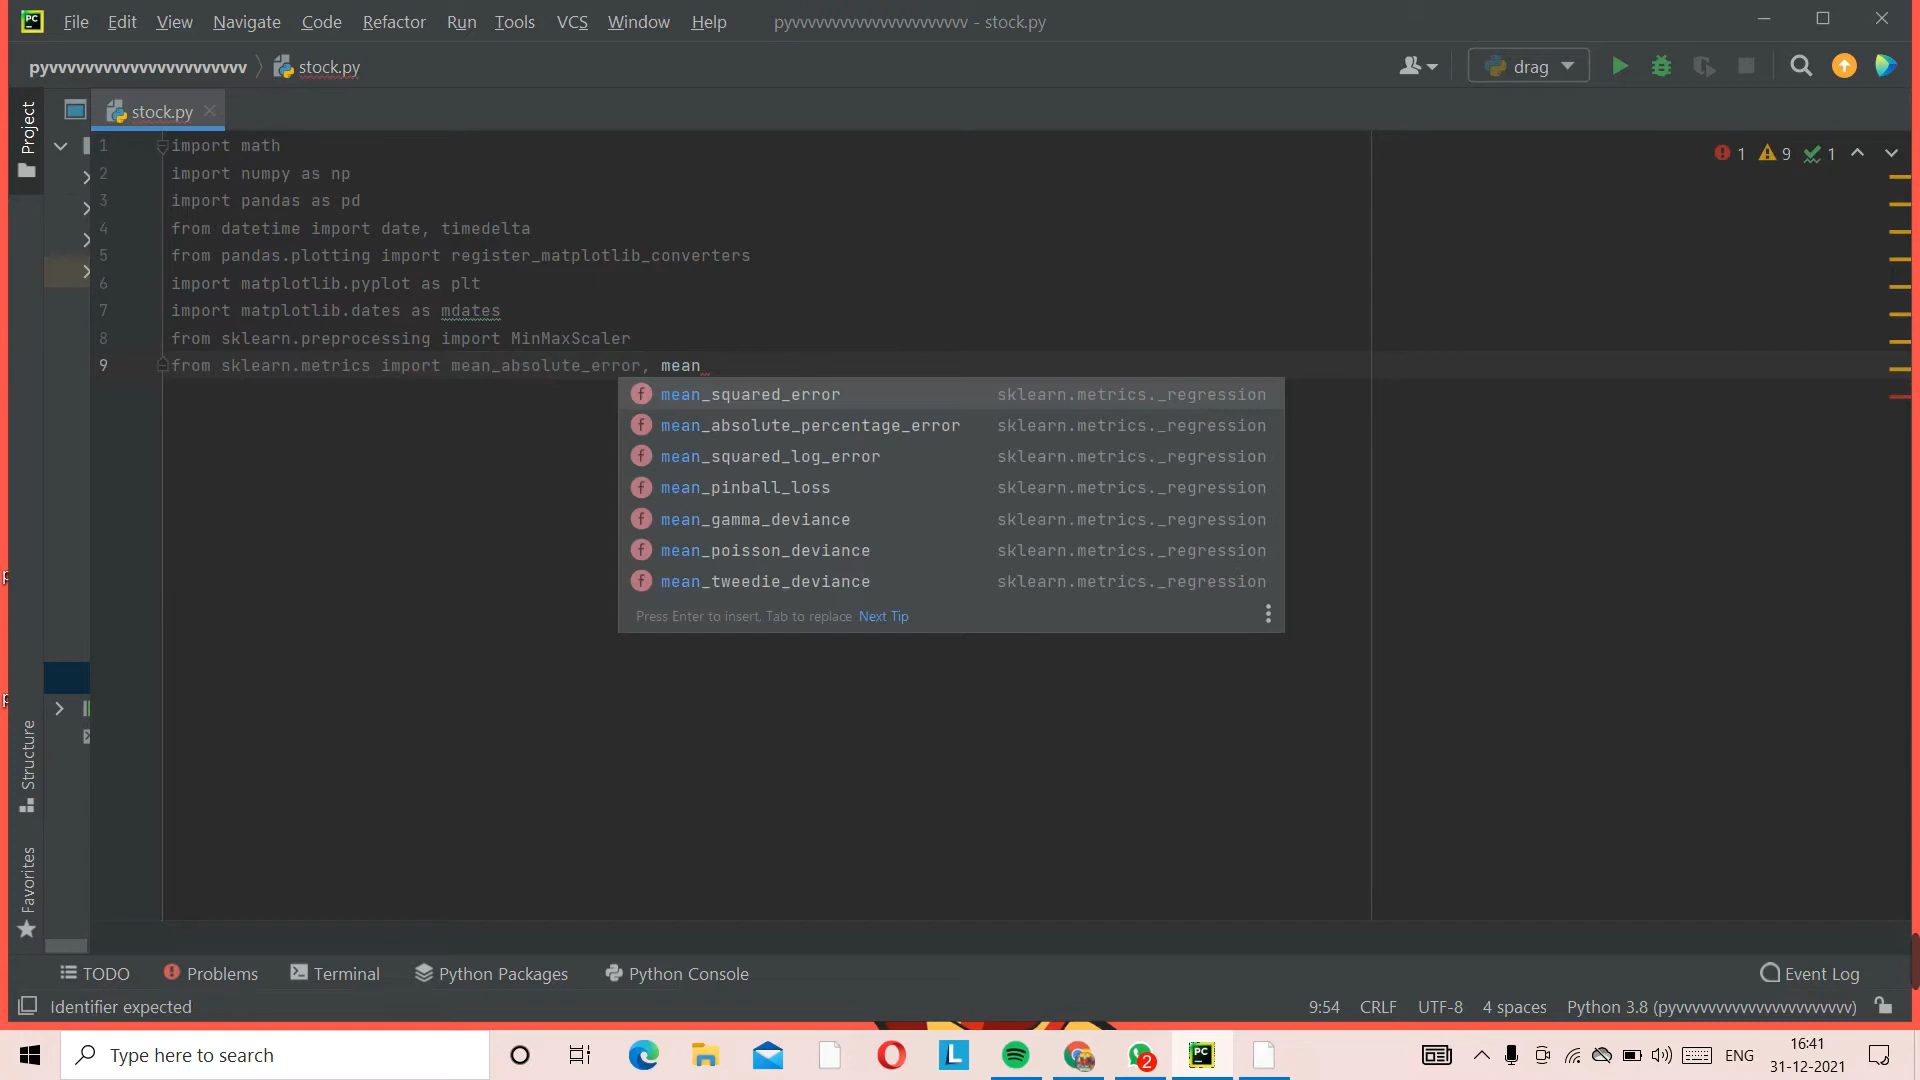 PC File Edit View Navigate Code Refactor Run Tools VCS Window Help pyvvvvvvvvvvvvvvvvvvvvvv - stock.py
pyvvvvvvvvvvvvvvvvvvvvvv stock.py drag
Project
stock.py
1 import math
1 9 1
2 import numpy as np
3 import pandas as pd
4 from datetime import date, timedelta
5 from pandas.plotting import register_matplotlib_converters
6 import matplotlib.pyplot as plt
7 import matplotlib.dates as mdates
8 from sklearn.preprocessing import MinMaxScaler
9 from sklearn.metrics import mean_absolute_error, mean
f mean_squared_error sklearn.metrics._regression
f mean_absolute_percentage_error sklearn.metrics._regression
f mean_squared_log_error sklearn.metrics._regression
f mean_pinball_loss sklearn.metrics._regression
f mean_gamma_deviance sklearn.metrics._regression
f mean_poisson_deviance sklearn.metrics._regression
f mean_tweedie_deviance sklearn.metrics._regression
Press Enter to insert, Tab to replace Next Tip
Structure
Favorites
TODO Problems Terminal Python Packages Python Console Event Log
Identifier expected 9:54 CRLF UTF-8 4 spaces Python 3.8 (pyvvvvvvvvvvvvvvvvvvvvvv)
Type here to search L 2 PC ENG 16:41
31-12-2021